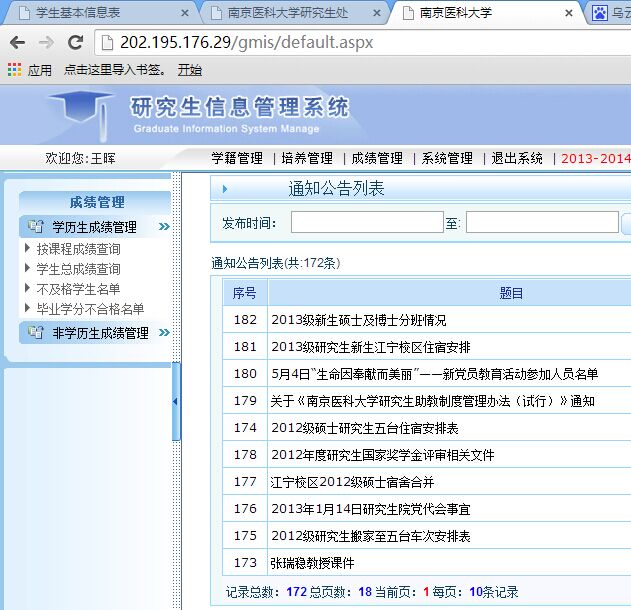 学生基本信息表
南京医科大学研究生处
南京医科大学
乌云
202.195.176.29/gmis/default.aspx
应用 点击这里导入书签。 开始
研究生信息管理系统
Graduate Information System Manage
欢迎您:王晖
学籍管理 | 培养管理 | 成绩管理 | 系统管理 | 退出系统 | 2013-2014
成绩管理
学历生成绩管理
按课程成绩查询
学生总成绩查询
不及格学生名单
毕业学分不合格名单
非学历生成绩管理
通知公告列表
发布时间： 至:
通知公告列表(共:172条)
序号 题目
182 2013级新生硕士及博士分班情况
181 2013级研究生新生江宁校区住宿安排
180 5月4日“生命因奉献而美丽”——新党员教育活动参加人员名单
179 关于《南京医科大学研究生助教制度管理办法（试行）》通知
174 2012级硕士研究生五台住宿安排表
178 2012年度研究生国家奖学金评审相关文件
177 江宁校区2012级硕士宿舍合并
176 2013年1月14日研究生院党代会事宜
175 2012级研究生搬家至五台车次安排表
173 张瑞稳教授课件
记录总数：172 总页数：18 当前页：1 每页：10条记录